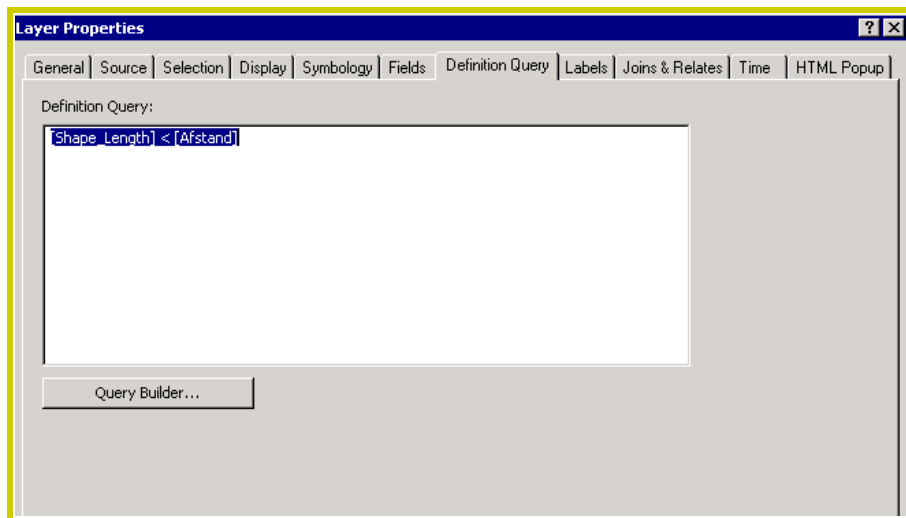 Layer Properties
General Source Selection Display Symbology Fields Definition Query Labels Joins & Relates Time HTML Popup
Definition Query:
[Shape_Length] < [Afstand]
Query Builder...